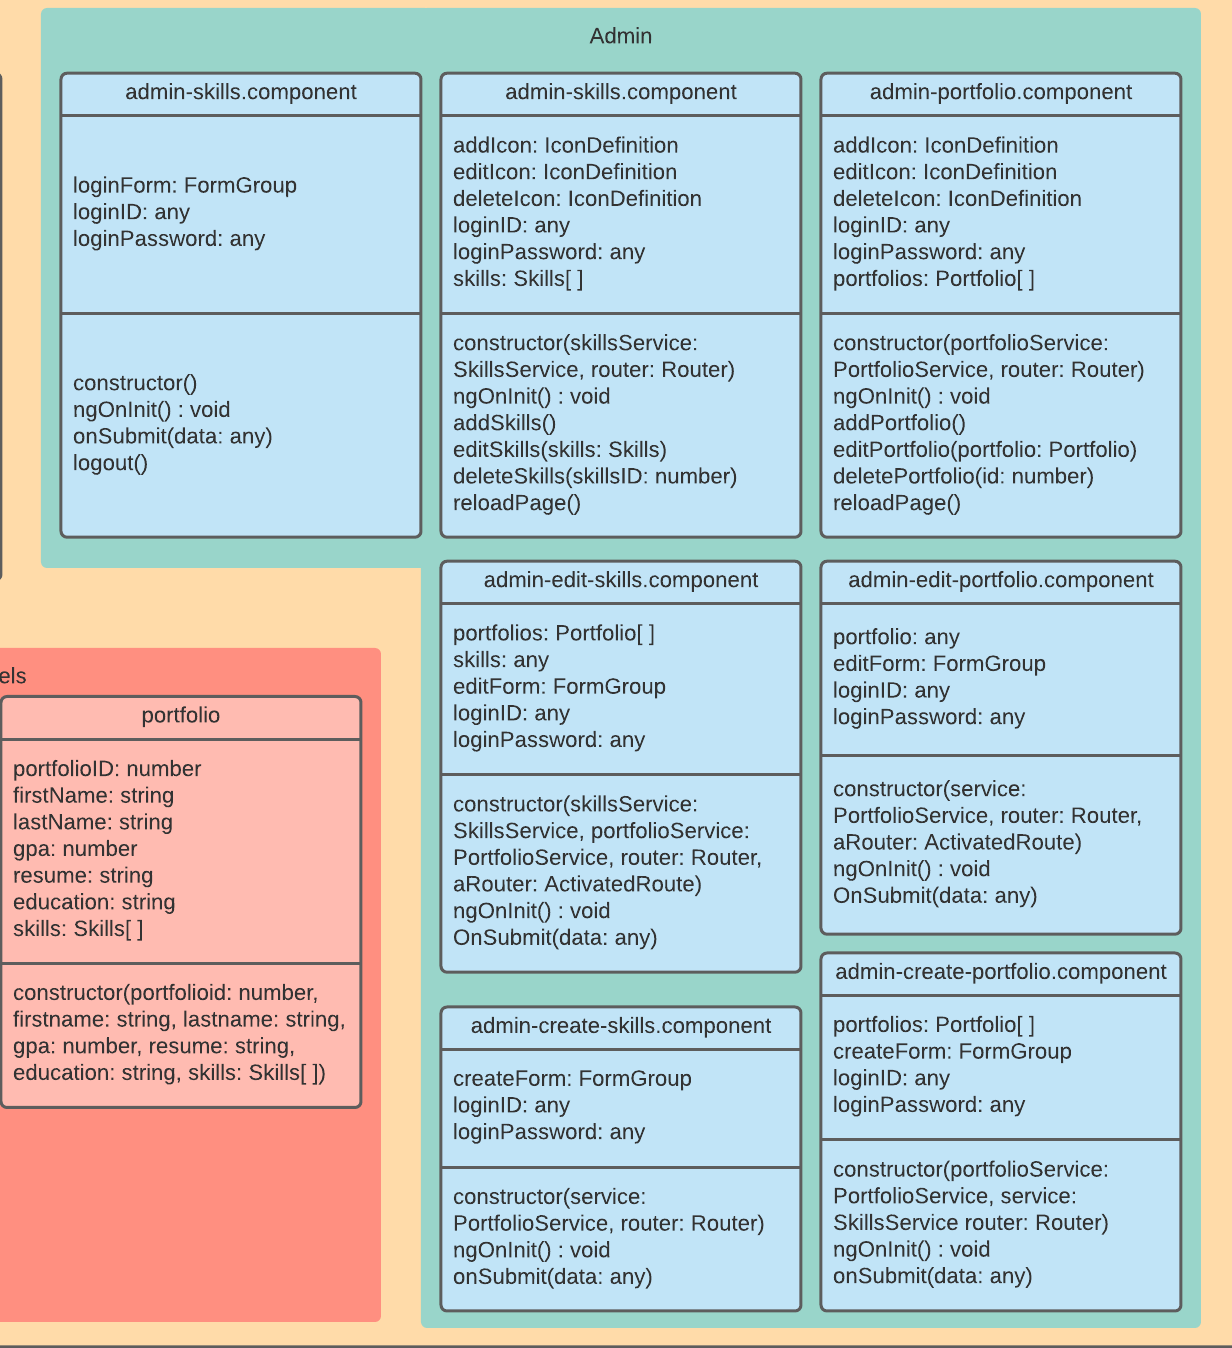 Admin
admin-skills.component
loginForm: FormGroup
loginID: any
loginPassword: any
constructor()
ngOnInit() : void
onSubmit(data: any)
logout()
admin-skills.component
addIcon: IconDefinition
editIcon: IconDefinition
deleteIcon: IconDefinition
loginID: any
loginPassword: any
skills: Skills[ ]
constructor(skillsService:
SkillsService, router: Router)
ngOnInit() : void
addSkills()
editSkills(skills: Skills)
deleteSkills(skillsID: number)
reloadPage()
admin-portfolio.component
addIcon: IconDefinition
editIcon: IconDefinition
deleteIcon: IconDefinition
loginID: any
loginPassword: any
portfolios: Portfolio[ ]
constructor(portfolioService:
PortfolioService, router: Router)
ngOnInit() : void
addPortfolio()
editPortfolio(portfolio: Portfolio)
deletePortfolio(id: number)
reloadPage()
admin-edit-skills.component
portfolios: Portfolio[ ]
skills: any
editForm: FormGroup
loginID: any
loginPassword: any
constructor(skillsService:
SkillsService, portfolioService:
PortfolioService, router: Router,
aRouter: ActivatedRoute)
ngOnInit() : void
OnSubmit(data: any)
admin-edit-portfolio.component
portfolio: any
editForm: FormGroup
loginID: any
loginPassword: any
constructor(service:
PortfolioService, router: Router,
aRouter: ActivatedRoute)
ngOnInit() : void
OnSubmit(data: any)
els
portfolio
portfolioID: number
firstName: string
lastName: string
gpa: number
resume: string
education: string
skills: Skills[ ]
constructor(portfolioid: number,
firstname: string, lastname: string,
gpa: number, resume: string,
education: string, skills: Skills[ ])
admin-create-skills.component
createForm: FormGroup
loginID: any
loginPassword: any
constructor(service:
PortfolioService, router: Router)
ngOnInit() : void
onSubmit(data: any)
admin-create-portfolio.component
portfolios: Portfolio[ ]
createForm: FormGroup
loginID: any
loginPassword: any
constructor(portfolioService:
PortfolioService, service:
SkillsService router: Router)
ngOnInit() : void
onSubmit(data: any)